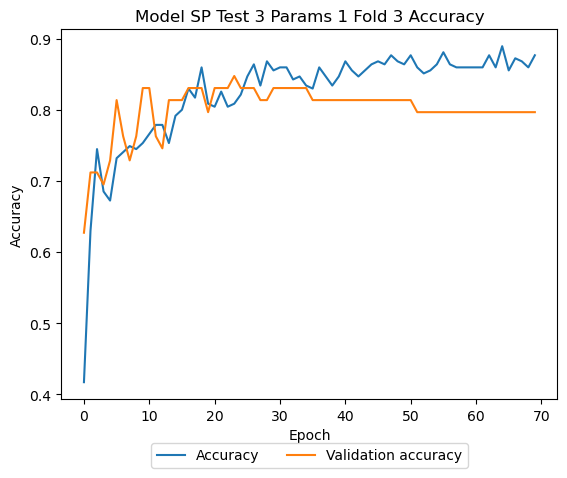 Model SP Test 3 Params 1 Fold 3 Accuracy
0.9
0.8
0.7
0.6
0.5
0.4
Accuracy
0 10 20 30 40 50 60 70
Epoch
Accuracy Validation accuracy